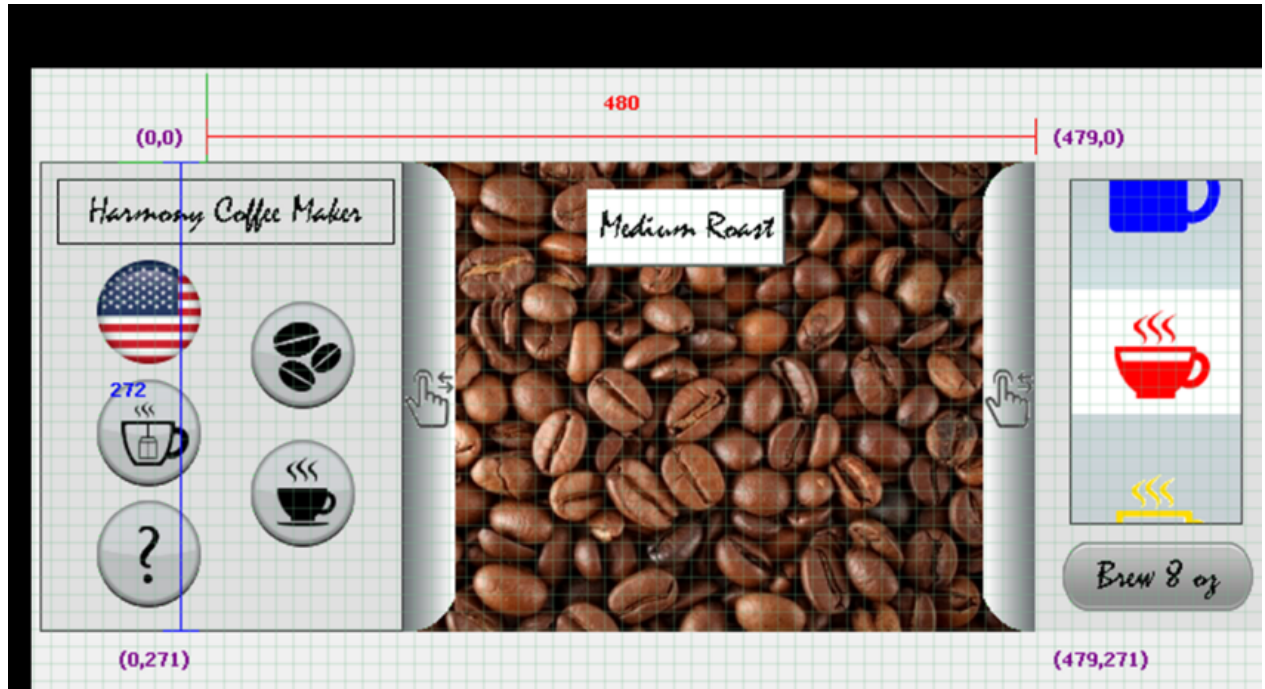 480
(0,0)
(479,0)
Harmony Coffee Maker
Medium Roast
272
?
Brew 8 oz
(0,271)
(479,271)